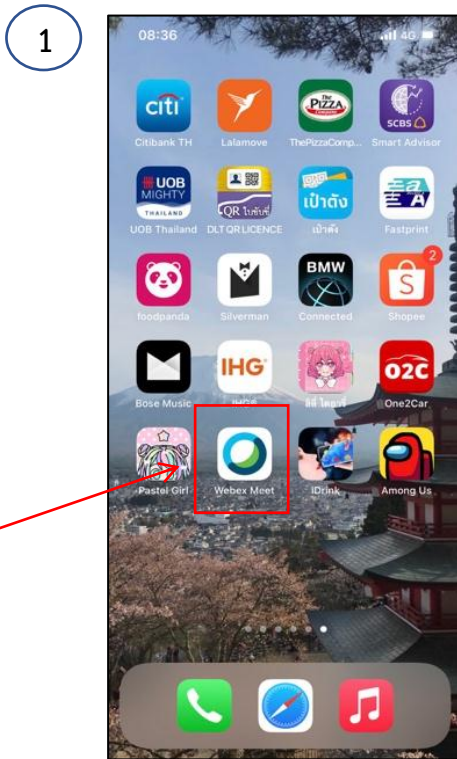 1
08:36 4G
citi The PIZZA Company SCBS
Citibank TH Lalamove ThePizzaComp... Smart Advisor
UOB MIGHTY THAILAND QR ใบขับขี่ เป๋าตัง FA
UOB Thailand DLT QR LICENCE เป๋าตัง Fastprint
BMW S 2
foodpanda Silverman Connected Shopee
IHG O2C
Bose Music IHG® One2Car
Pastel Girl Webex Meet iDrink Among Us